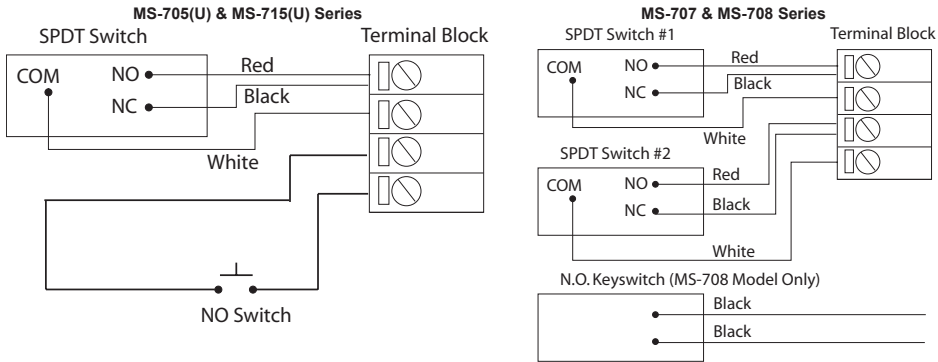 MS-705(U) & MS-715(U) Series
SPDT Switch
Terminal Block
COM
NO
Red
NC
Black
White
NO Switch
MS-707 & MS-708 Series
SPDT Switch #1
Terminal Block
COM
NO
Red
NC
Black
White
SPDT Switch #2
COM
NO
Red
NC
Black
White
N.O. Keyswitch (MS-708 Model Only)
Black
Black